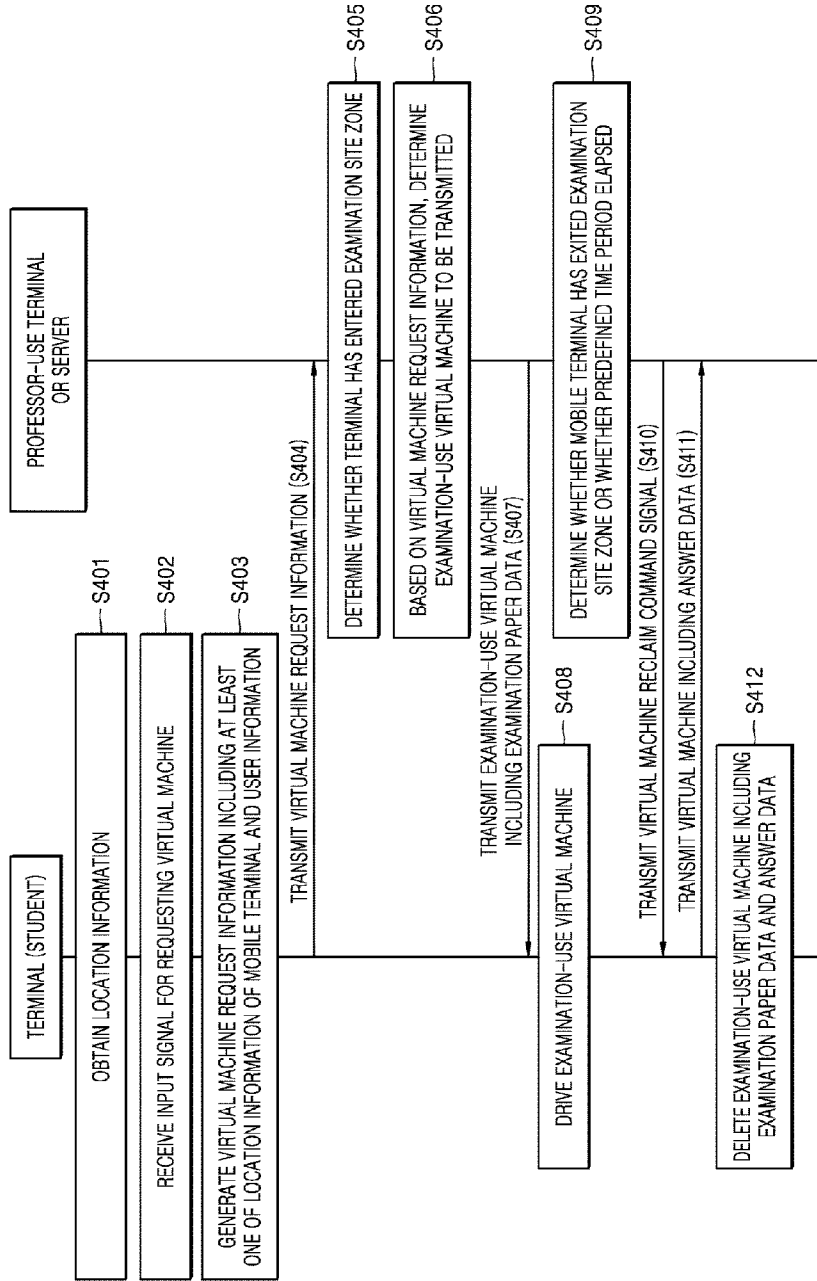 TERMINAL (STUDENT)
PROFESSOR-USE TERMINAL
OR SERVER
OBTAIN LOCATION INFORMATION
S401
RECEIVE INPUT SIGNAL FOR REQUESTING VIRTUAL MACHINE
S402
GENERATE VIRTUAL MACHINE REQUEST INFORMATION INCLUDING AT LEAST
ONE OF LOCATION INFORMATION OF MOBILE TERMINAL AND USER INFORMATION
S403
TRANSMIT VIRTUAL MACHINE REQUEST INFORMATION (S404)
DETERMINE WHETHER TERMINAL HAS ENTERED EXAMINATION SITE ZONE
S405
BASED ON VIRTUAL MACHINE REQUEST INFORMATION, DETERMINE
EXAMINATION-USE VIRTUAL MACHINE TO BE TRANSMITTED
S406
TRANSMIT EXAMINATION-USE VIRTUAL MACHINE
INCLUDING EXAMINATION PAPER DATA (S407)
DRIVE EXAMINATION-USE VIRTUAL MACHINE
S408
DETERMINE WHETHER MOBILE TERMINAL HAS EXITED EXAMINATION
SITE ZONE OR WHETHER PREDEFINED TIME PERIOD ELAPSED
S409
TRANSMIT VIRTUAL MACHINE RECLAIM COMMAND SIGNAL (S410)
TRANSMIT VIRTUAL MACHINE INCLUDING ANSWER DATA (S411)
DELETE EXAMINATION-USE VIRTUAL MACHINE INCLUDING
EXAMINATION PAPER DATA AND ANSWER DATA
S412